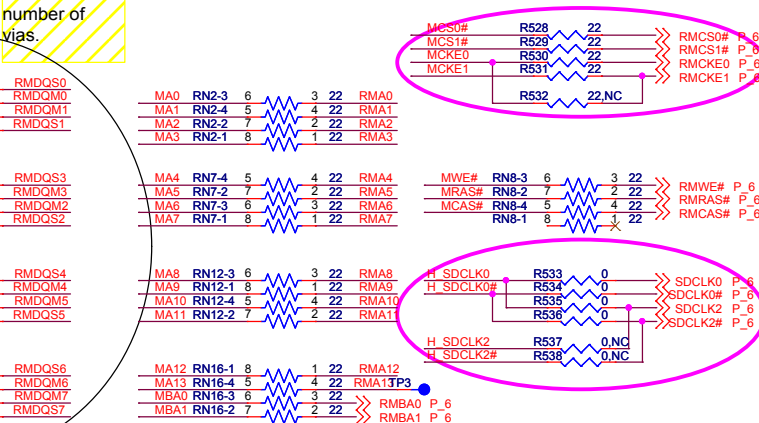 number of
vias.
RMDQS0
RMDQM0
RMDQM1
RMDQS1
RMDQS3
RMDQM3
RMDQM2
RMDQS2
RMDQS4
RMDQM4
RMDQM5
RMDQS5
RMDQS6
RMDQM6
RMDQM7
RMDQS7
MA0 RN2-3 6 3 22 RMA0
MA1 RN2-4 5 4 22 RMA1
MA2 RN2-2 7 2 22 RMA2
MA3 RN2-1 8 1 22 RMA3
MA4 RN7-4 5 4 22 RMA4
MA5 RN7-2 7 2 22 RMA5
MA6 RN7-3 6 3 22 RMA6
MA7 RN7-1 8 1 22 RMA7
MA8 RN12-3 6 3 22 RMA8
MA9 RN12-1 8 1 22 RMA9
MA10 RN12-4 5 4 22 RMA10
MA11 RN12-2 7 2 22 RMA11
MA12 RN16-1 8 1 22 RMA12
MA13 RN16-4 5 4 22 RMA13 TP3
MBA0 RN16-3 6 3 22 RMBA0 P_6
MBA1 RN16-2 7 2 22 RMBA1 P_6
MCS0# R528 22 RMCS0# P_6
MCS1# R529 22 RMCS1# P_6
MCKE0 R530 22 RMCKE0 P_6
MCKE1 R531 22 RMCKE1 P_6
R532 22,NC
MWE# RN8-3 6 3 22 RMWE# P_6
MRAS# RN8-2 7 2 22 RMRAS# P_6
MCAS# RN8-4 5 4 22 RMCAS# P_6
RN8-1 8 1 22
H_SDCLK0 R533 0 SDCLK0 P_6
H_SDCLK0# R534 0 SDCLK0# P_6
R535 0 SDCLK2 P_6
R536 0 SDCLK2# P_6
H_SDCLK2 R537 0,NC
H_SDCLK2# R538 0,NC